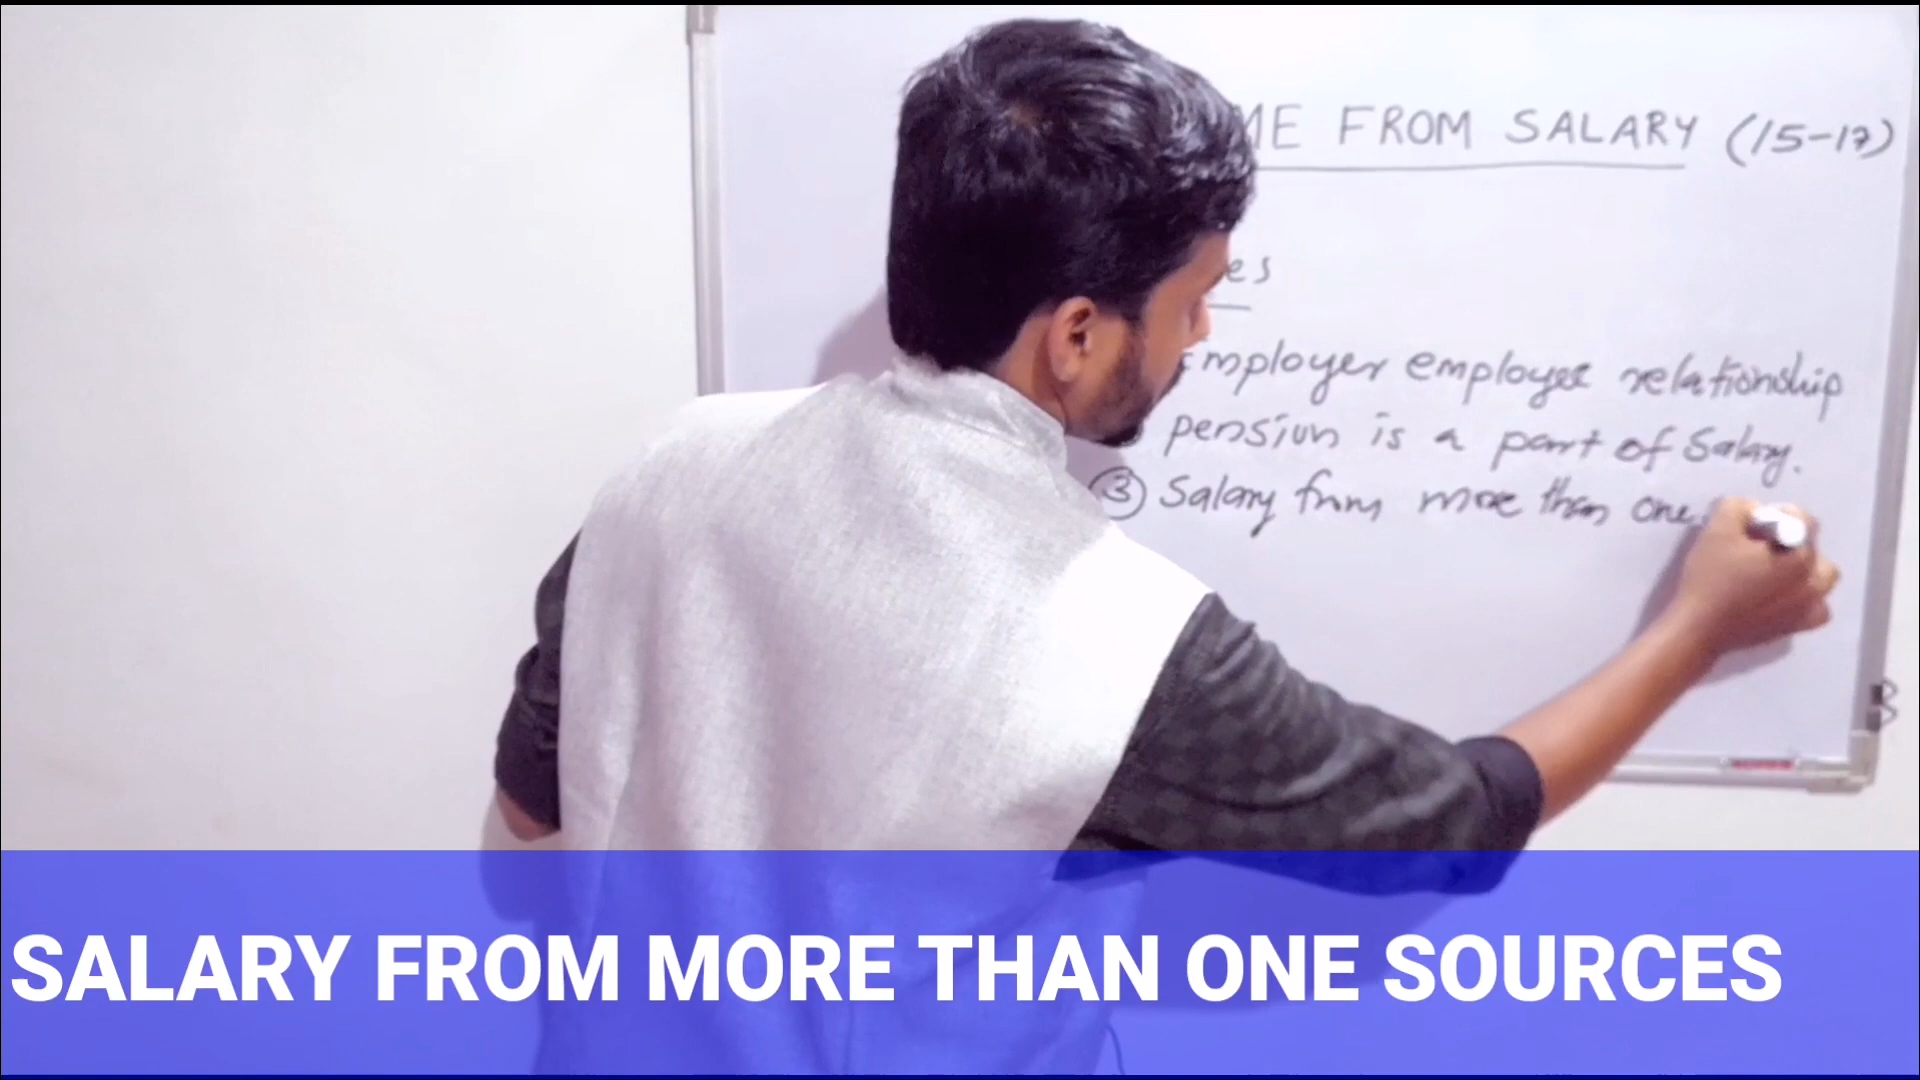 ME FROM SALARY (15-17)
es
Employer employee relationship
pension is a part of Salary.
③ Salary from more than one
SALARY FROM MORE THAN ONE SOURCES